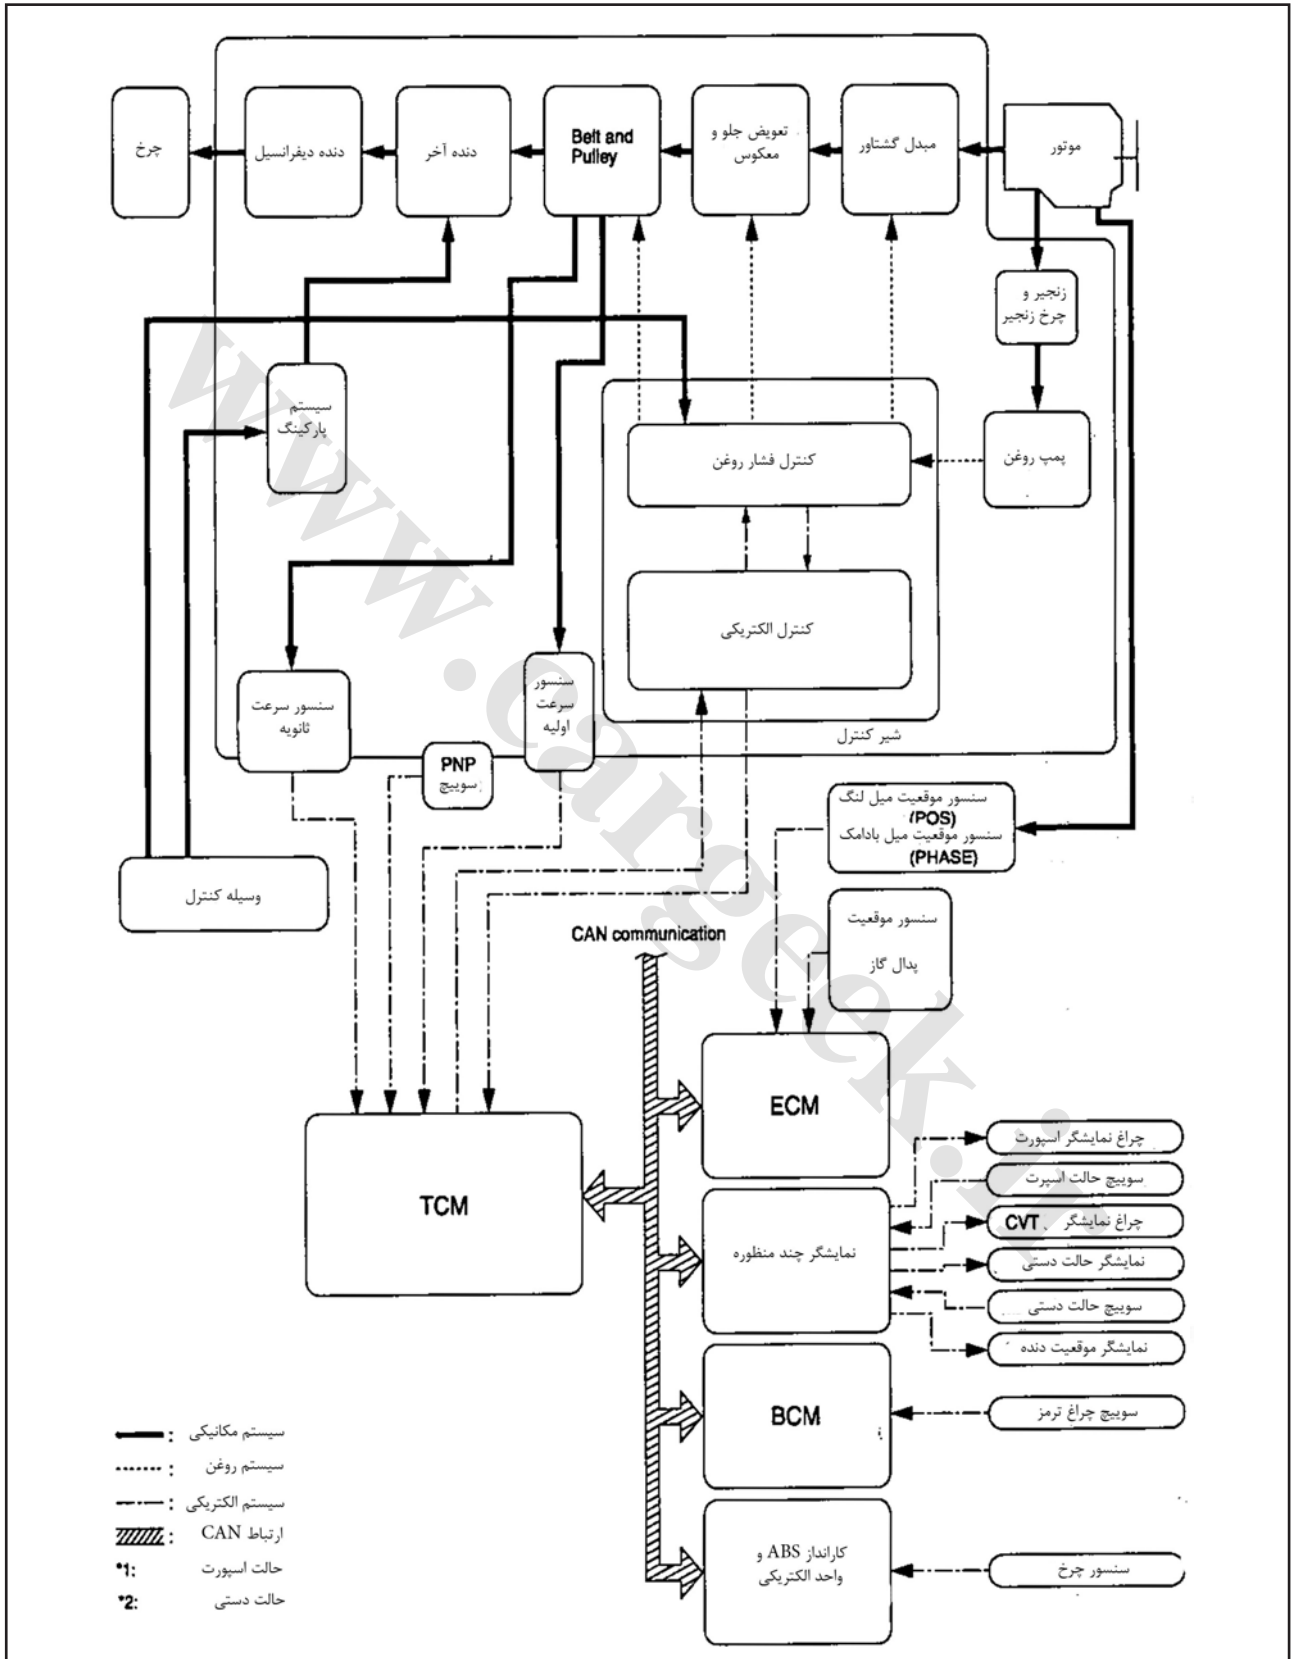 موتور
مبدل گشتاور
تعویض جلو و
معکوس
Belt and
Pulley
دنده آخر
دنده دیفرانسیل
چرخ
زنجیر و
چرخ زنجیر
سیستم
پارکینگ
پمپ روغن
کنترل فشار روغن
کنترل الکتریکی
شیر کنترل
سنسور
سرعت
اولیه
سنسور سرعت
ثانویه
PNP
سوییچ
سنسور موقعیت میل لنگ
(POS)
سنسور موقعیت میل بادامک
(PHASE)
وسیله کنترل
سنسور موقعیت
پدال گاز
CAN communication
ECM
TCM
چراغ نمایشگر اسپورت
سوییچ حالت اسپرت
چراغ نمایشگر CVT
نمایشگر حالت دستی
سوییچ حالت دستی
نمایشگر موقعیت دنده
نمایشگر چند منظوره
BCM
سوییچ چراغ ترمز
کارانداز ABS و
واحد الکتریکی
سنسور چرخ
سیستم مکانیکی :
سیستم روغن :
سیستم الکتریکی :
ارتباط CAN :
*1: حالت اسپورت
*2: حالت دستی
www.cargeek.ir